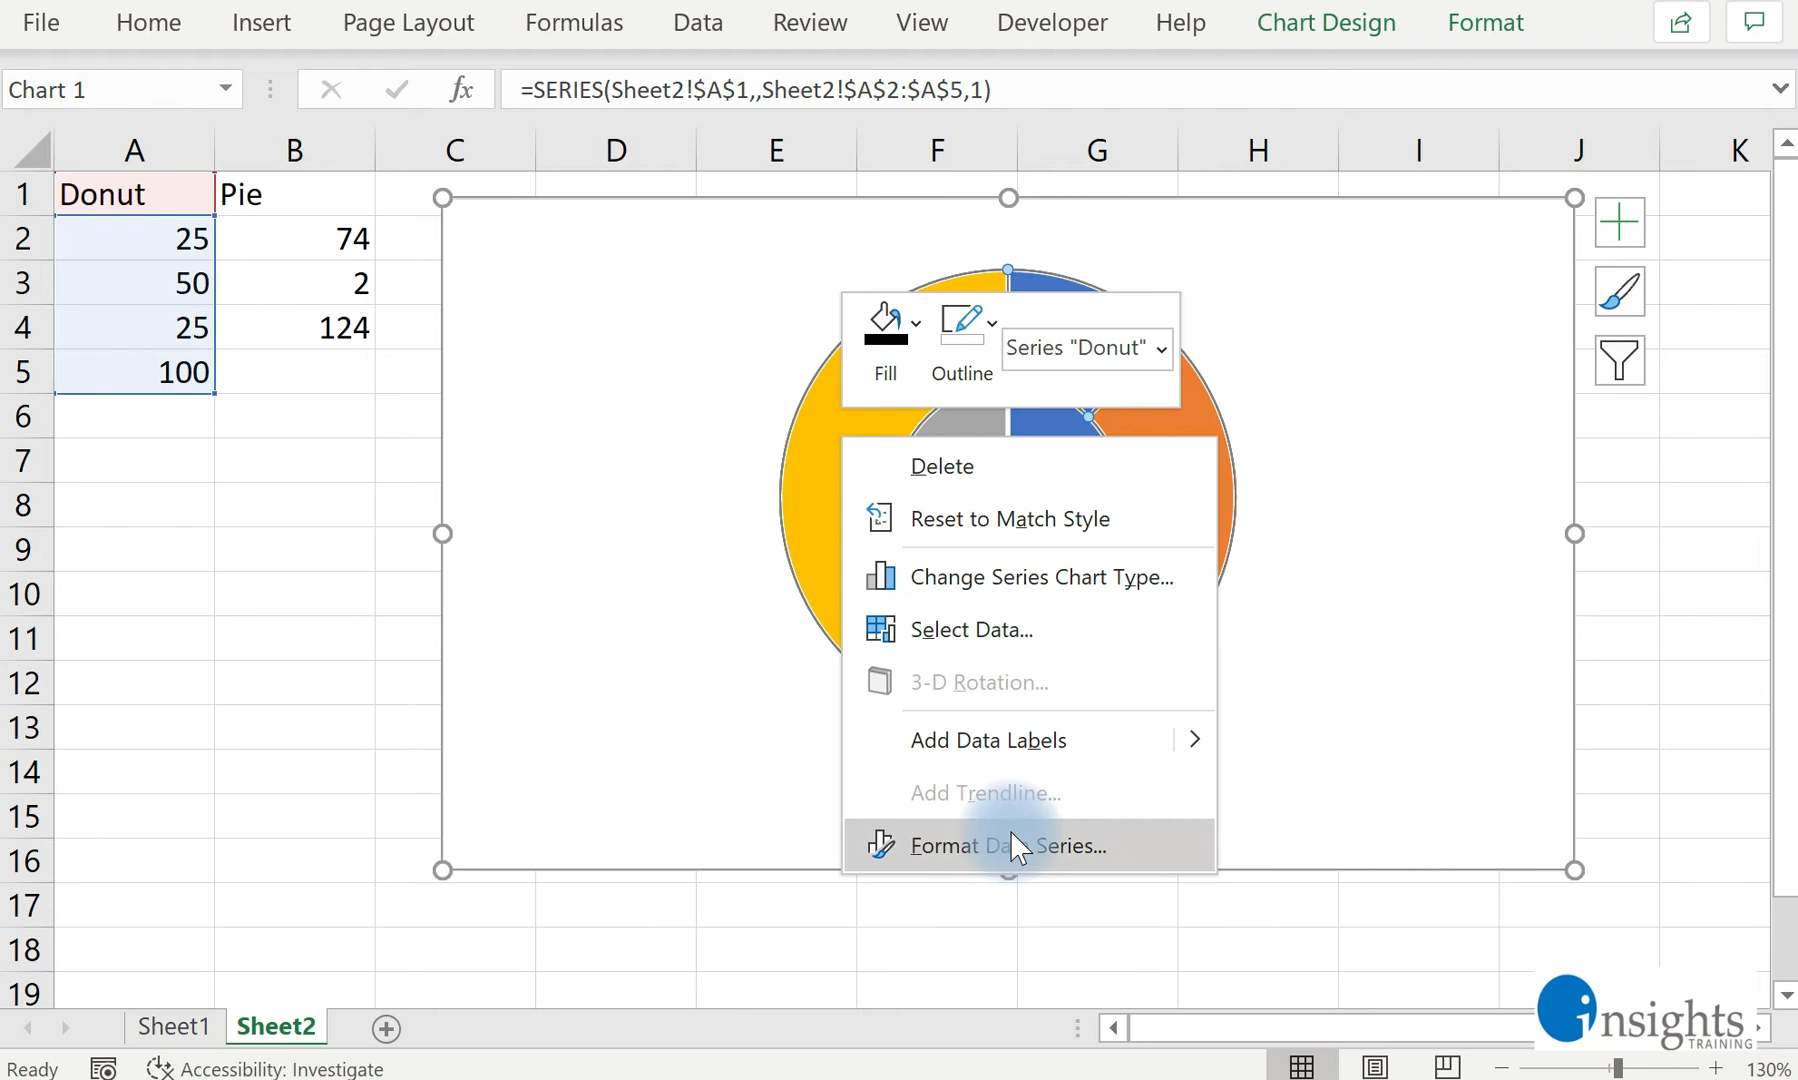 File Home Insert Page Layout Formulas Data Review View Developer Help Chart Design Format
Chart 1 fx =SERIES(Sheet2!$A$1,,Sheet2!$A$2:$A$5,1)
A B C D E F G H I J K
1 Donut Pie
2 25 74
3 50 2
4 25 124
5 100
6
7
8
9
10
11
12
13
14
15
16
17
18
19
Fill Outline Series "Donut"
Delete
Reset to Match Style
Change Series Chart Type...
Select Data...
3-D Rotation...
Add Data Labels
Add Trendline...
Format Data Series...
Sheet1 Sheet2
insights
TRAINING
Ready Accessibility: Investigate 130%